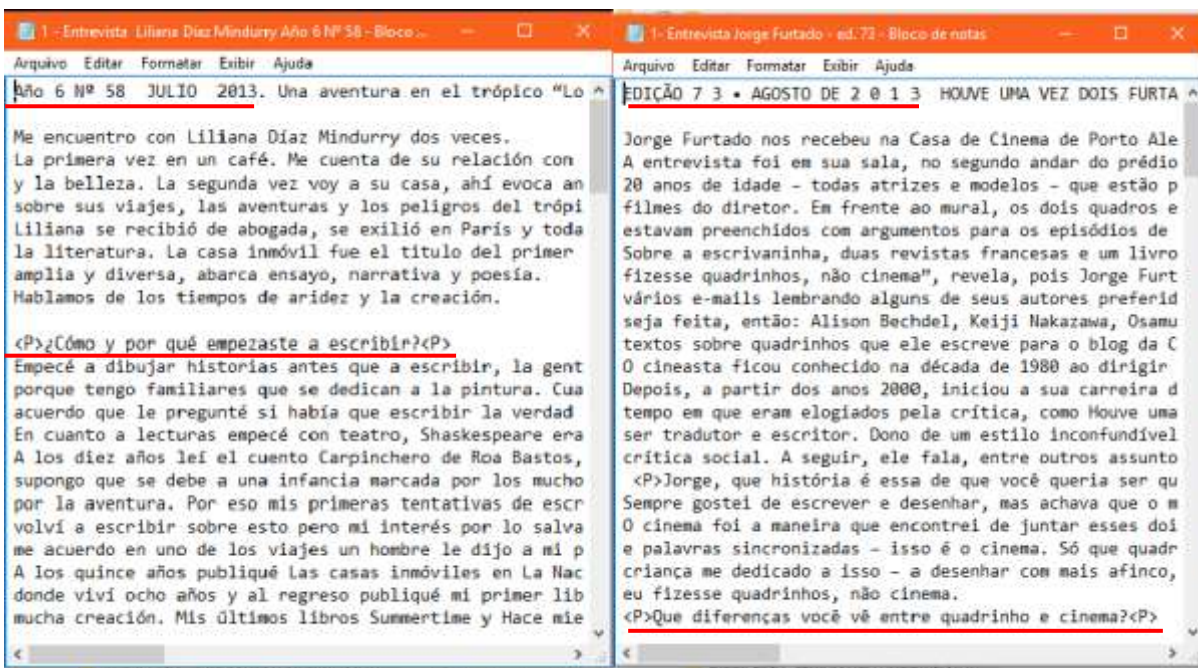 1 - Entrevista Liliana Díaz Mindurry Año 6 Nº 58 - Bloco ...
Arquivo Editar Formatar Exibir Ajuda
Año 6 Nº 58 JULIO 2013. Una aventura en el trópico “Lo
Me encuentro con Liliana Díaz Mindurry dos veces.
La primera vez en un café. Me cuenta de su relación con
y la belleza. La segunda vez voy a su casa, ahí evoca an
sobre sus viajes, las aventuras y los peligros del trópi
Liliana se recibió de abogada, se exilió en París y toda
la literatura. La casa inmóvil fue el titulo del primer
amplia y diversa, abarca ensayo, narrativa y poesía.
Hablamos de los tiempos de aridez y la creación.
<P>¿Cómo y por qué empezaste a escribir?<P>
Empecé a dibujar historias antes que a escribir, la gent
porque tengo familiares que se dedican a la pintura. Cua
acuerdo que le pregunté si había que escribir la verdad
En cuanto a lecturas empecé con teatro, Shaskespeare era
A los diez años leí el cuento Carpinchero de Roa Bastos,
supongo que se debe a una infancia marcada por los mucho
por la aventura. Por eso mis primeras tentativas de escr
volví a escribir sobre esto pero mi interés por lo salva
me acuerdo en uno de los viajes un hombre le dijo a mi p
A los quince años publiqué Las casas inmóviles en La Nac
donde viví ocho años y al regreso publiqué mi primer lib
mucha creación. Mis últimos libros Summertime y Hace mie
1- Entrevista Jorge Furtado - ed. 73 - Bloco de notas
Arquivo Editar Formatar Exibir Ajuda
EDIÇÃO 7 3 • AGOSTO DE 2 0 1 3 HOUVE UMA VEZ DOIS FURTA
Jorge Furtado nos recebeu na Casa de Cinema de Porto Ale
A entrevista foi em sua sala, no segundo andar do prédio
20 anos de idade – todas atrizes e modelos – que estão p
filmes do diretor. Em frente ao mural, os dois quadros e
estavam preenchidos com argumentos para os episódios de
Sobre a escrivaninha, duas revistas francesas e um livro
fizesse quadrinhos, não cinema”, revela, pois Jorge Furt
vários e-mails lembrando alguns de seus autores preferid
seja feita, então: Alison Bechdel, Keiji Nakazawa, Osamu
textos sobre quadrinhos que ele escreve para o blog da C
O cineasta ficou conhecido na década de 1980 ao dirigir
Depois, a partir dos anos 2000, iniciou a sua carreira d
tempo em que eram elogiados pela crítica, como Houve uma
ser tradutor e escritor. Dono de um estilo inconfundível
crítica social. A seguir, ele fala, entre outros assunto
<P>Jorge, que história é essa de que você queria ser qu
Sempre gostei de escrever e desenhar, mas achava que o m
O cinema foi a maneira que encontrei de juntar esses doi
e palavras sincronizadas – isso é o cinema. Só que quadr
criança me dedicado a isso – a desenhar com mais afinco,
eu fizesse quadrinhos, não cinema.
<P>Que diferenças você vê entre quadrinho e cinema?<P>